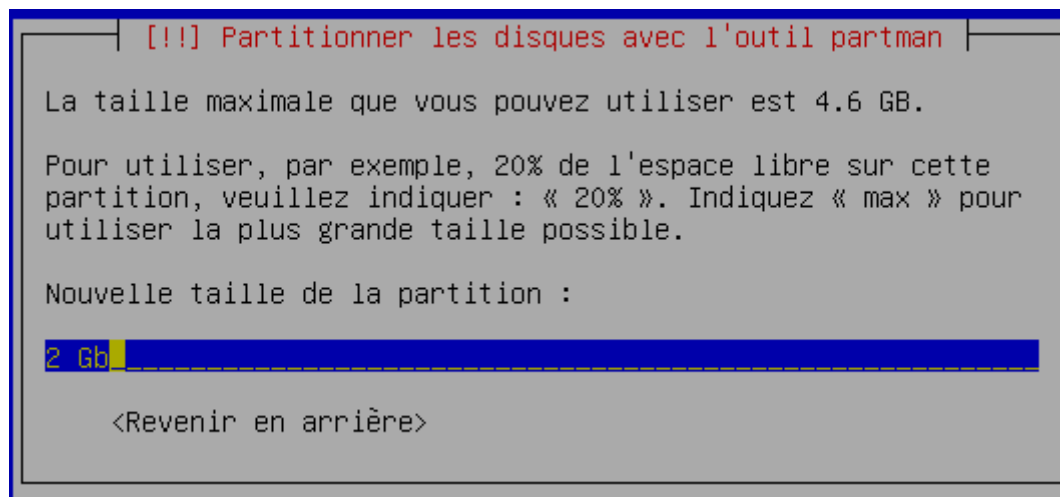 [!!] Partitionner les disques avec l'outil partman
La taille maximale que vous pouvez utiliser est 4.6 GB.
Pour utiliser, par exemple, 20% de l'espace libre sur cette
partition, veuillez indiquer : « 20% ». Indiquez « max » pour
utiliser la plus grande taille possible.
Nouvelle taille de la partition :
2 Gb
<Revenir en arrière>